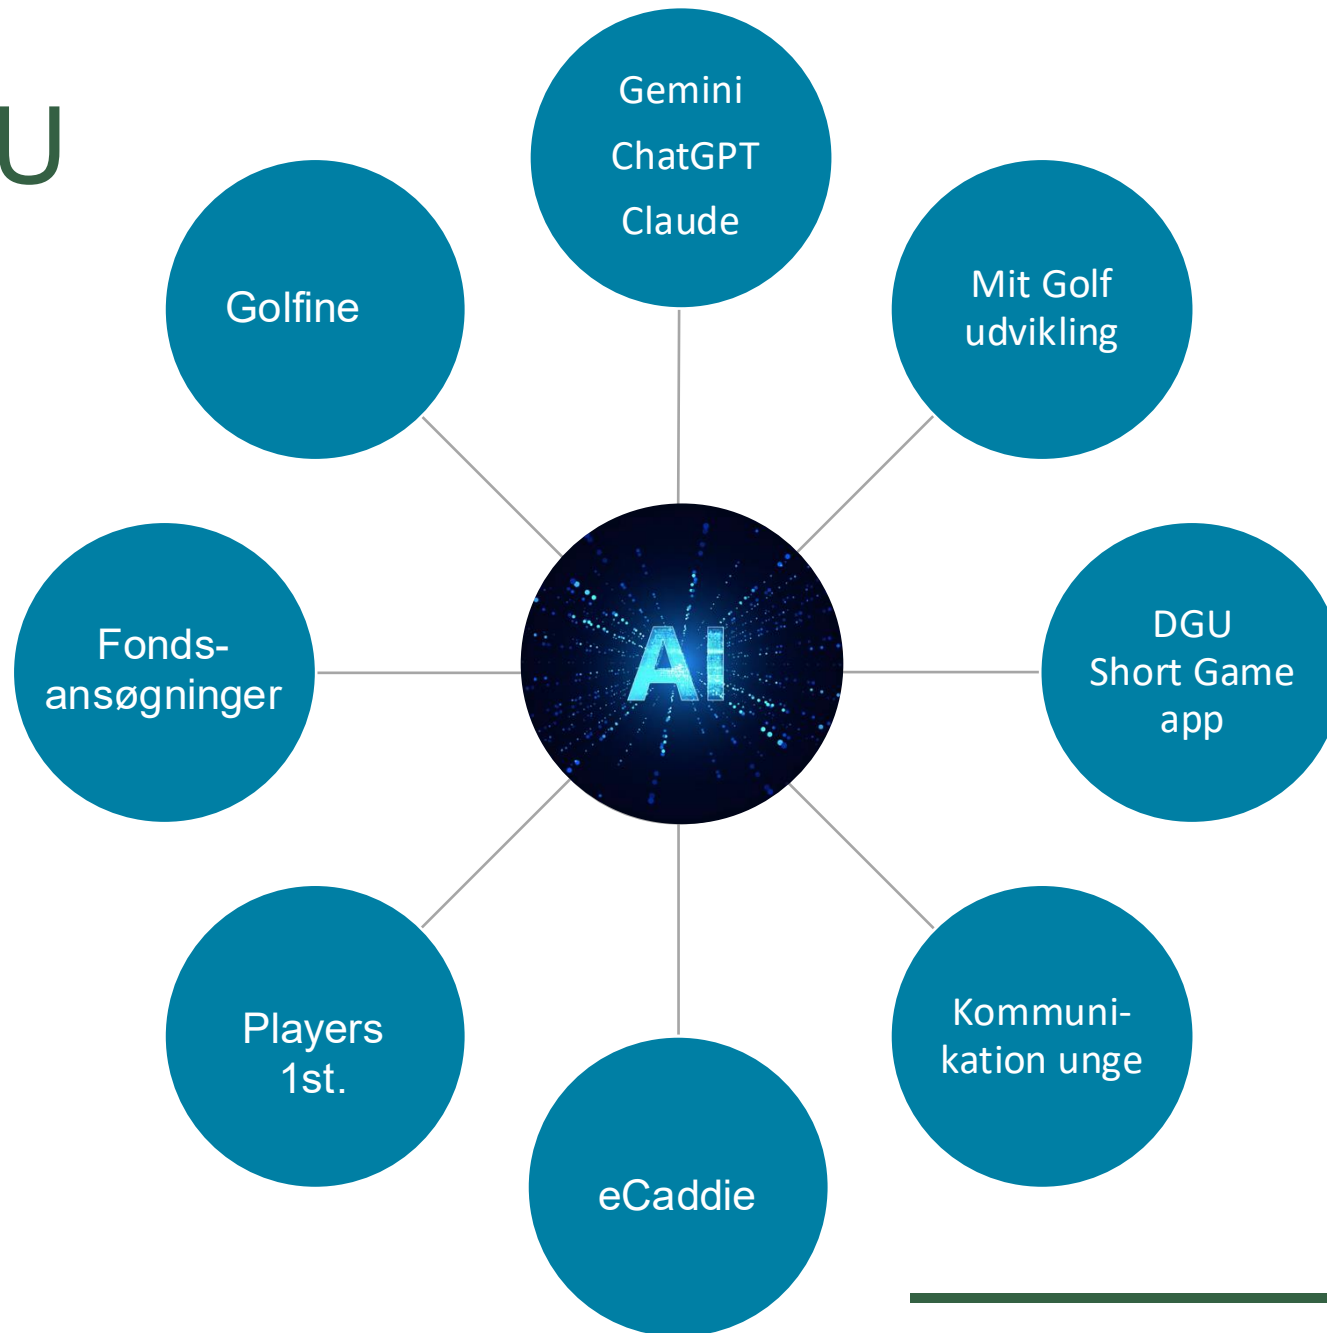 U
Gemini
ChatGPT
Claude
Golfine
Mit Golf
udvikling
Fonds-
ansøgninger
AI
DGU
Short Game
app
Players
1st.
Kommuni-
kation unge
eCaddie